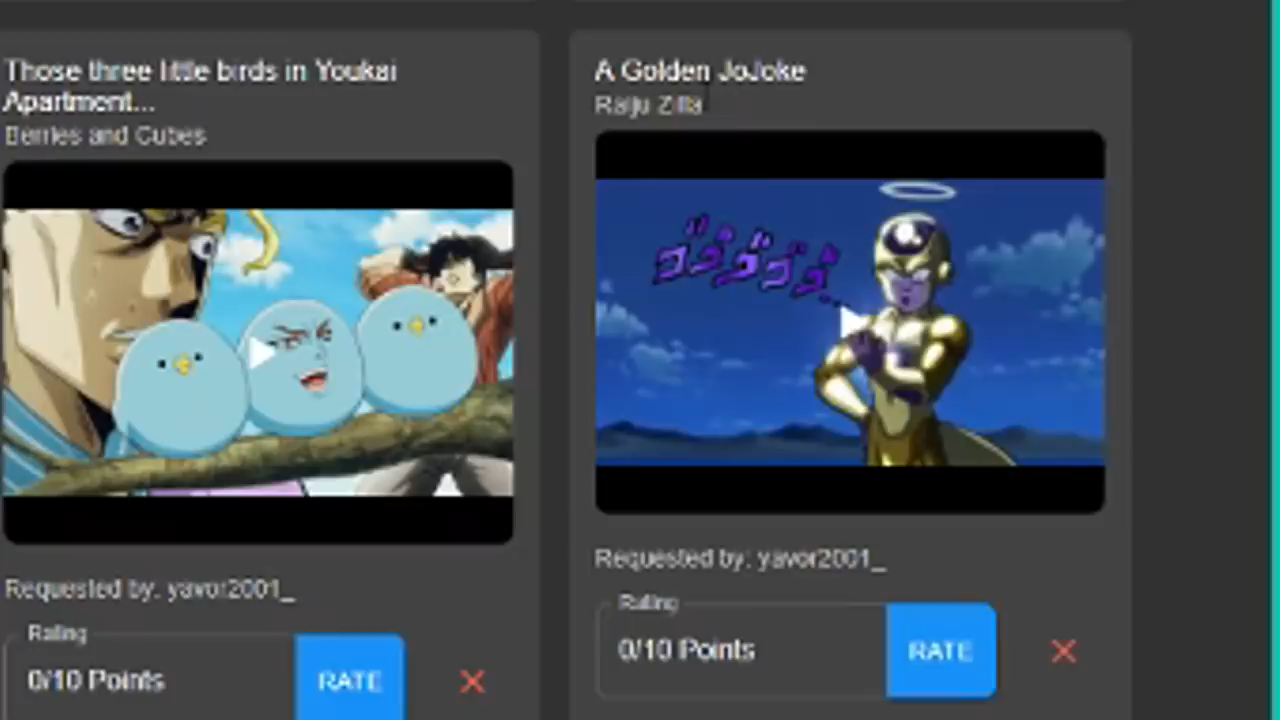 Those three little birds in Youkai
Apartment...
Berries and Cubes
Requested by: yavor2001_
Rating
0/10 Points
RATE
A Golden JoJoke
Raiju Zilla
ゴゴゴゴゴ
Requested by: yavor2001_
Rating
0/10 Points
RATE